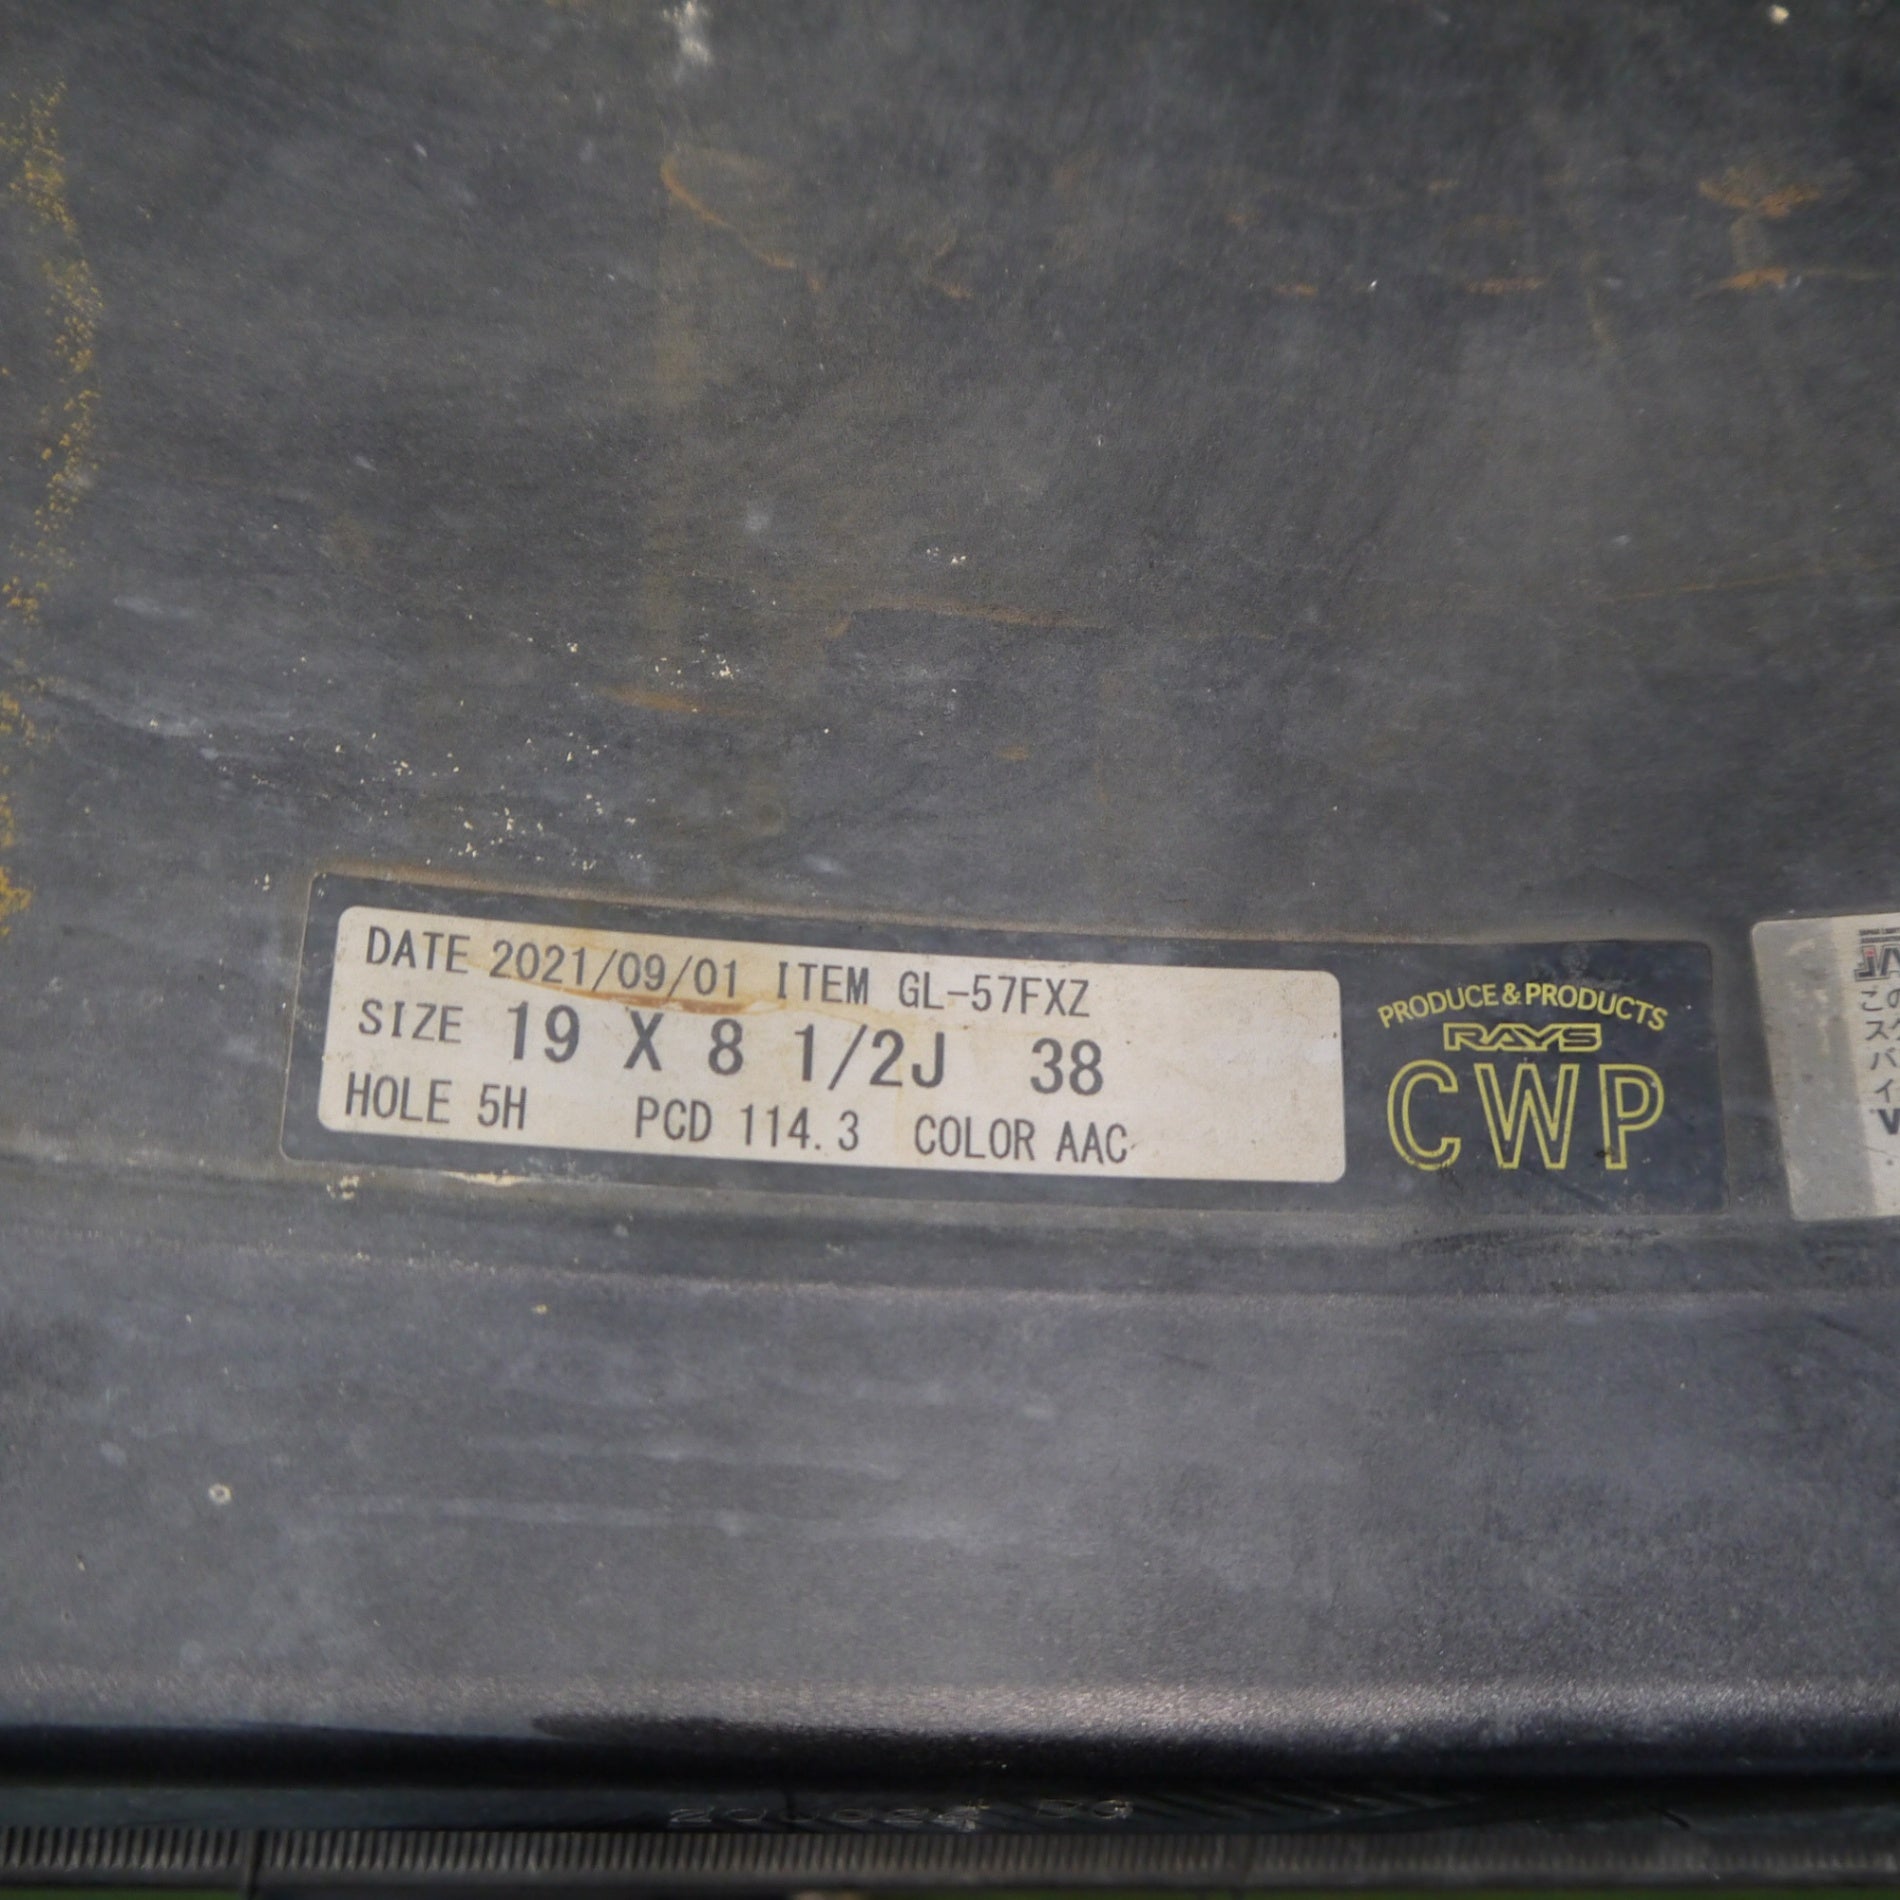 DATE 2021/09/01 ITEM GL-57FXZ
SIZE 19 X 8 1/2J 38
HOLE 5H PCD 114.3 COLOR AAC
PRODUCE & PRODUCTS
RAYS
CWP